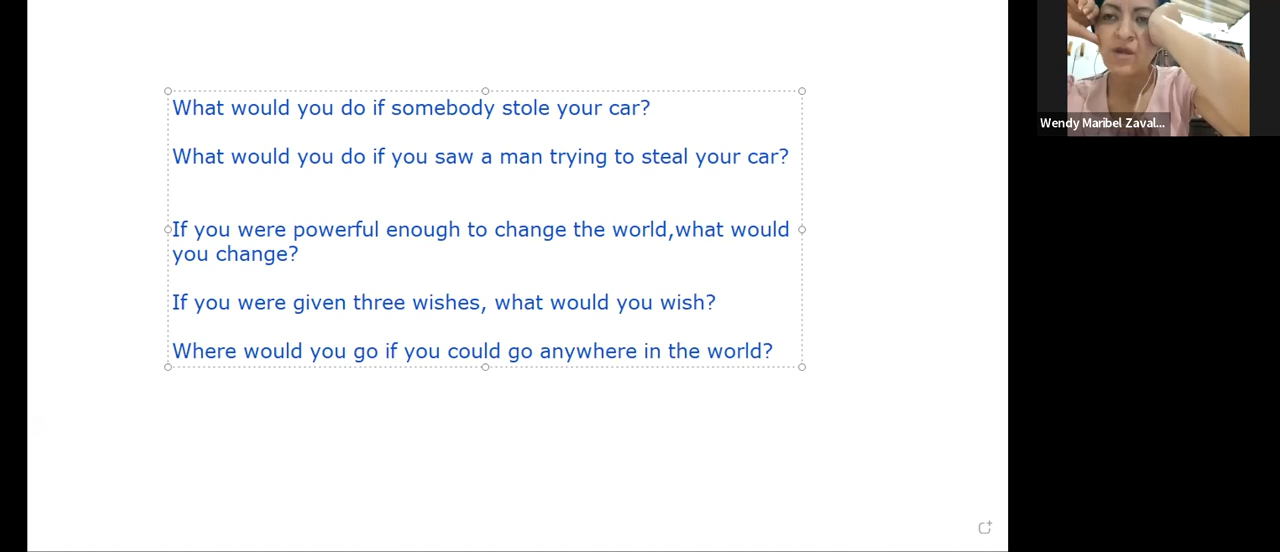 What would you do if somebody stole your car?
What would you do if you saw a man trying to steal your car?
If you were powerful enough to change the world,what would
you change?
If you were given three wishes, what would you wish?
Where would you go if you could go anywhere in the world?
Wendy Maribel Zaval...